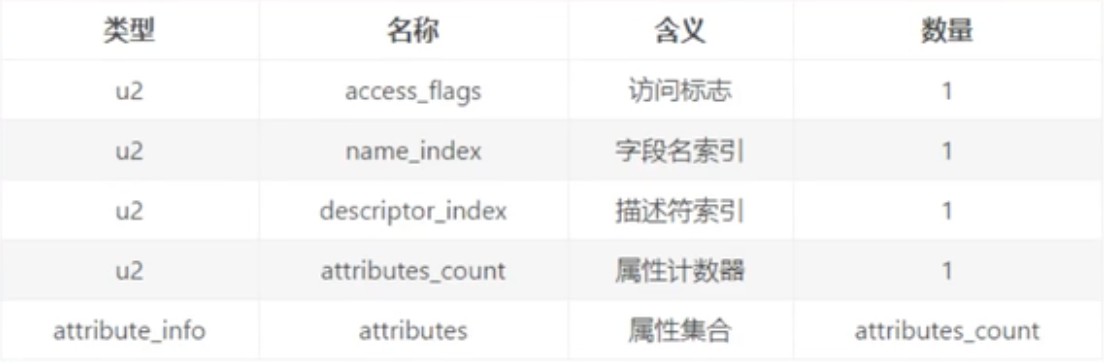 类型 名称 含义 数量
u2 access_flags 访问标志 1
u2 name_index 字段名索引 1
u2 descriptor_index 描述符索引 1
u2 attributes_count 属性计数器 1
attribute_info attributes 属性集合 attributes_count